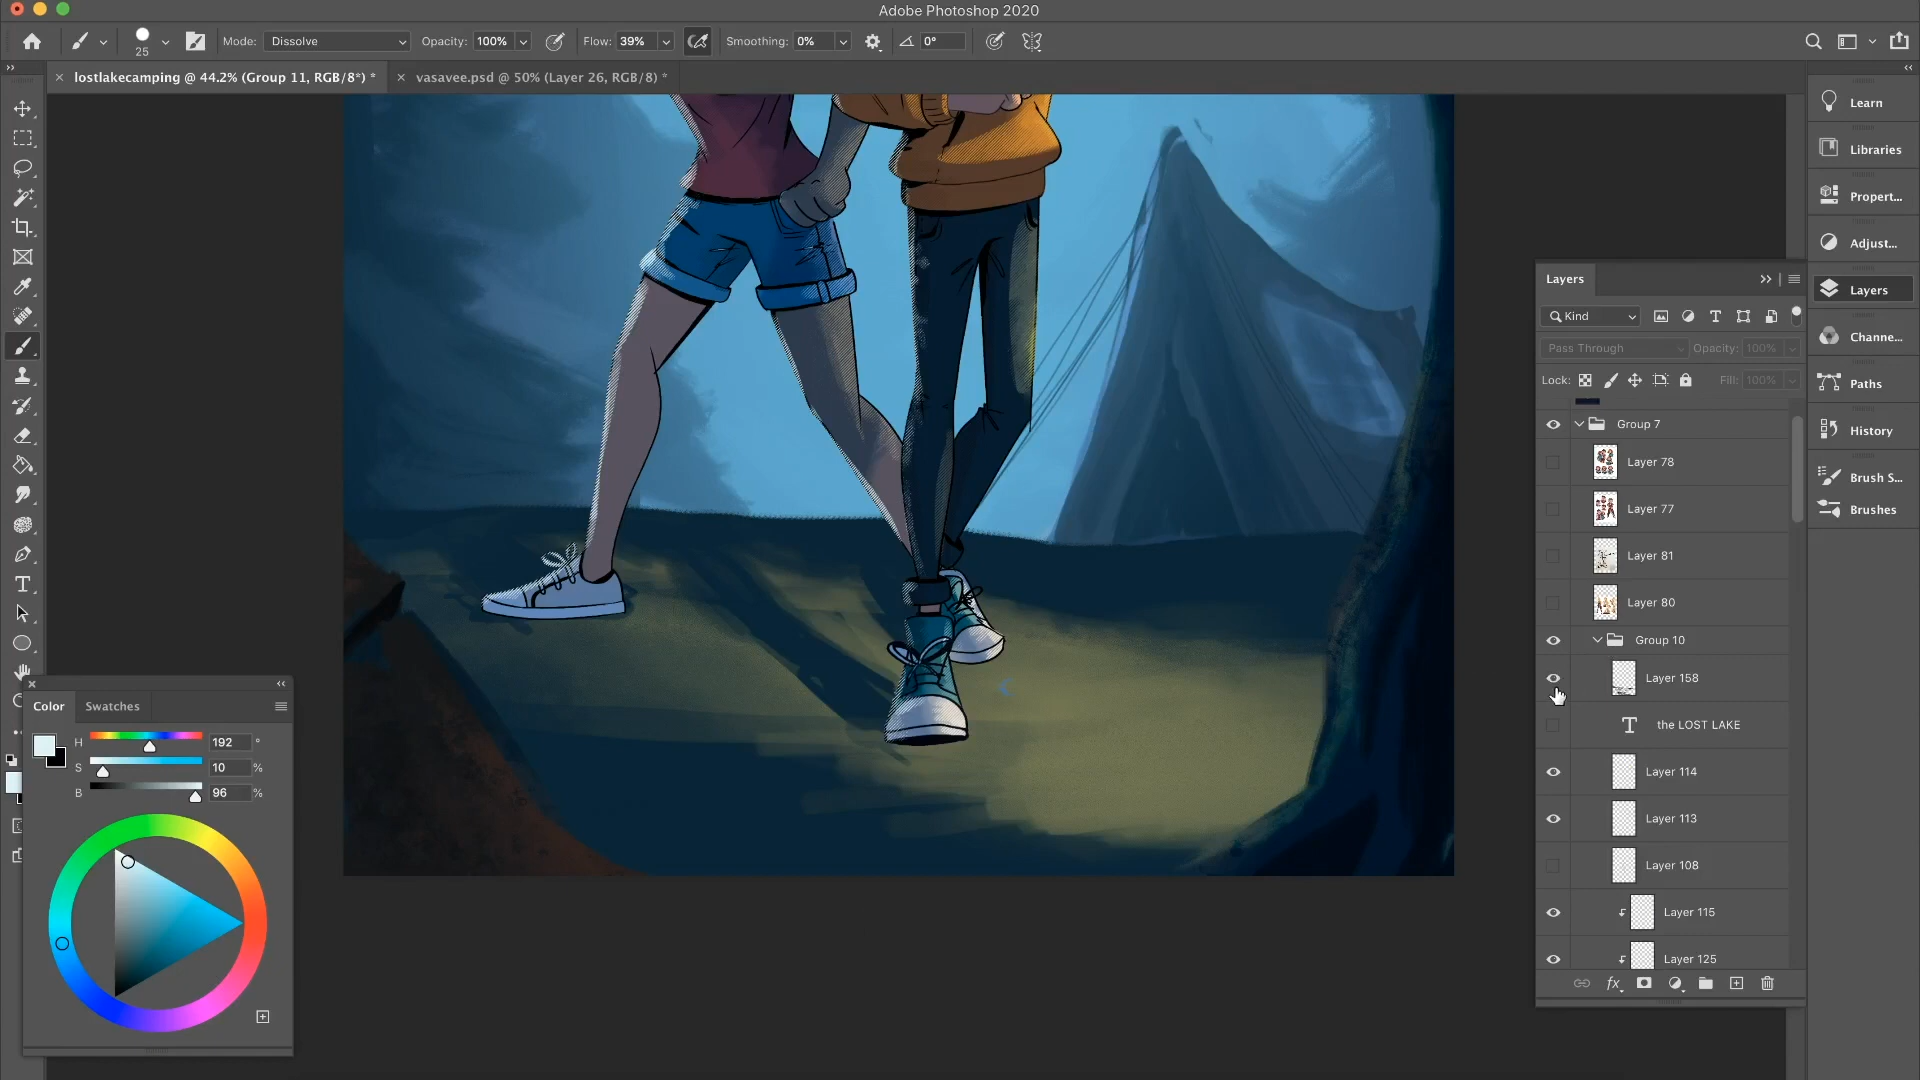 Adobe Photoshop 2020
25
Mode: Dissolve
Opacity: 100%
Flow: 39%
Smoothing: 0%
0°
lostlakecamping @ 44.2% (Group 11, RGB/8*) *
vasavee.psd @ 50% (Layer 26, RGB/8) *
Learn
Libraries
Propert...
Adjust...
Layers
Channe...
Paths
History
Brush S...
Brushes
Layers
Kind
Pass Through
Opacity: 100%
Lock:
Fill: 100%
Group 7
Layer 78
Layer 77
Layer 81
Layer 80
Group 10
Layer 158
the LOST LAKE
Layer 114
Layer 113
Layer 108
Layer 115
Layer 125
fx
Color
Swatches
H 192 °
S 10 %
B 96 %